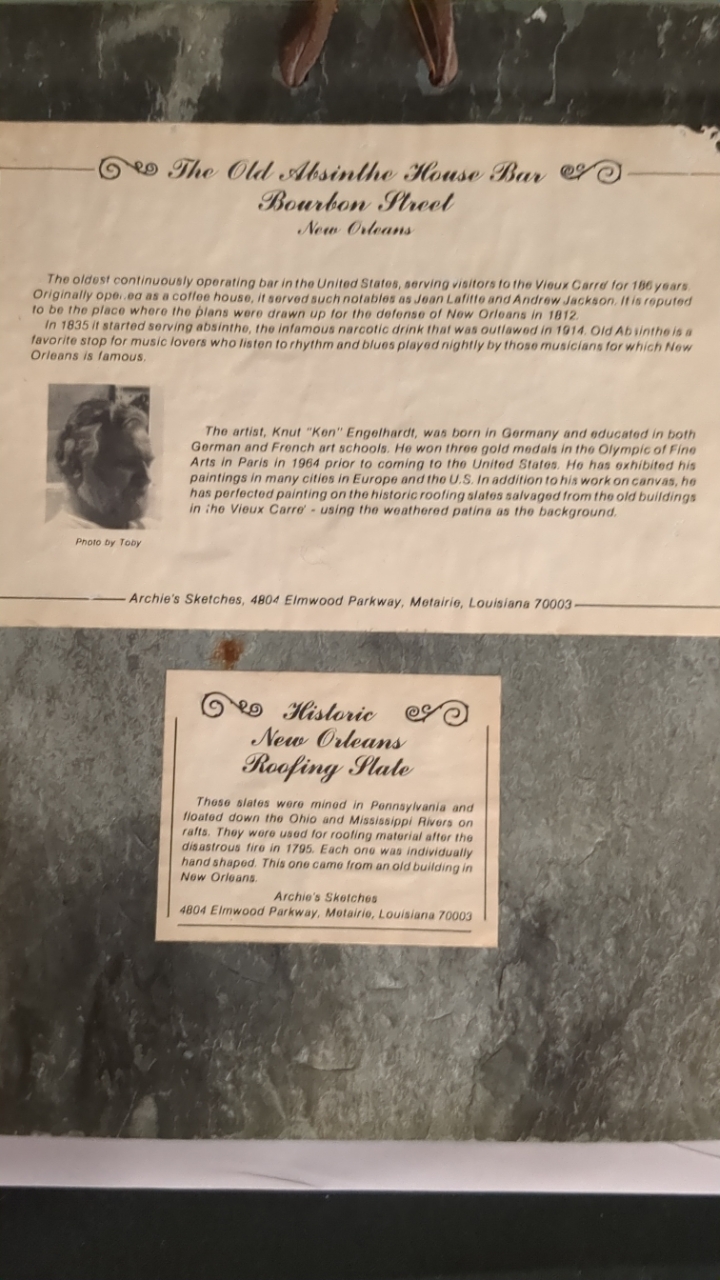 The Old Absinthe House Bar
Bourbon Street
New Orleans
The oldest continuously operating bar in the United States, serving visitors to the Vieux Carre' for 186 years.
Originally ope..ed as a coffee house, it served such notables as Jean Lafitte and Andrew Jackson. It is reputed
to be the place where the plans were drawn up for the defense of New Orleans in 1812.
In 1835 it started serving absinthe, the infamous narcotic drink that was outlawed in 1914. Old Absinthe is a
favorite stop for music lovers who listen to rhythm and blues played nightly by those musicians for which New
Orleans is famous.
The artist, Knut "Ken" Engelhardt, was born in Germany and educated in both
German and French art schools. He won three gold medals in the Olympic of Fine
Arts in Paris in 1964 prior to coming to the United States. He has exhibited his
paintings in many cities in Europe and the U.S. In addition to his work on canvas, he
has perfected painting on the historic roofing slates salvaged from the old buildings
in the Vieux Carre' - using the weathered patina as the background.
Photo by Toby
Archie's Sketches, 4804 Elmwood Parkway, Metairie, Louisiana 70003
Historic
New Orleans
Roofing Slate
These slates were mined in Pennsylvania and
floated down the Ohio and Mississippi Rivers on
rafts. They were used for roofing material after the
disastrous fire in 1795. Each one was individually
hand shaped. This one came from an old building in
New Orleans.
Archie's Sketches
4804 Elmwood Parkway, Metairie, Louisiana 70003